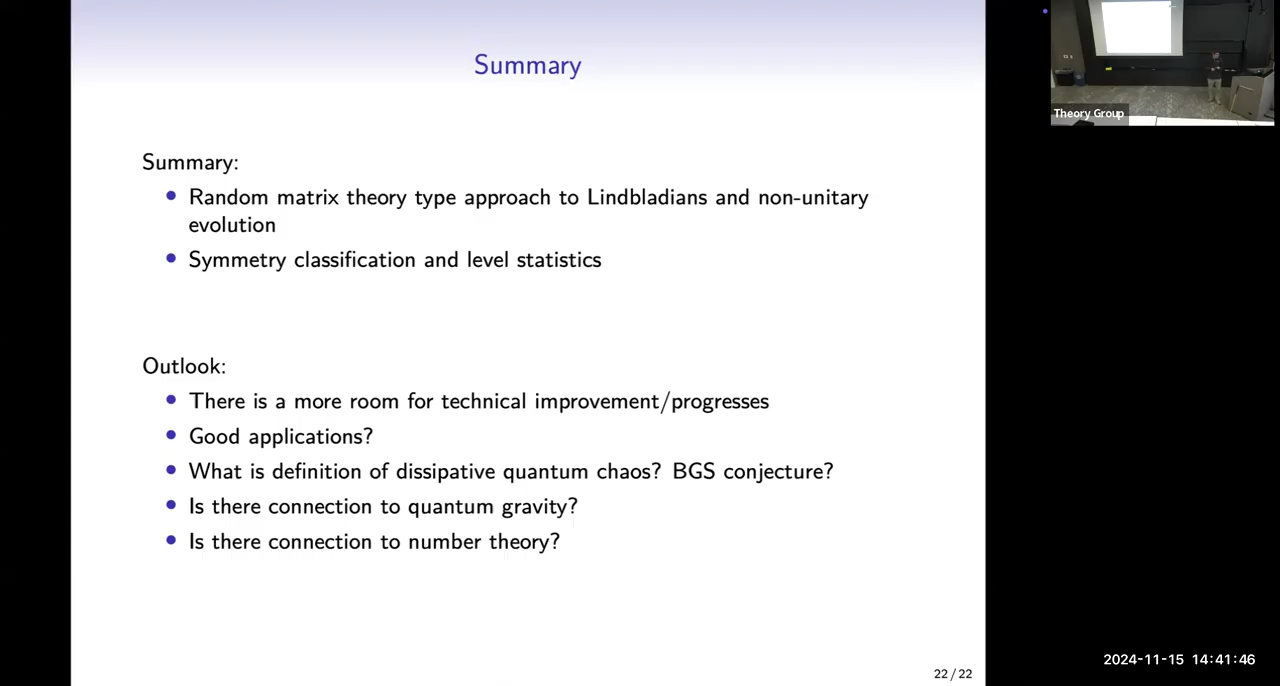 Summary
Theory Group
Summary:
• Random matrix theory type approach to Lindbladians and non-unitary
evolution
• Symmetry classification and level statistics
Outlook:
• There is a more room for technical improvement/progresses
• Good applications?
• What is definition of dissipative quantum chaos? BGS conjecture?
• Is there connection to quantum gravity?
• Is there connection to number theory?
22 / 22
2024-11-15 14:41:46